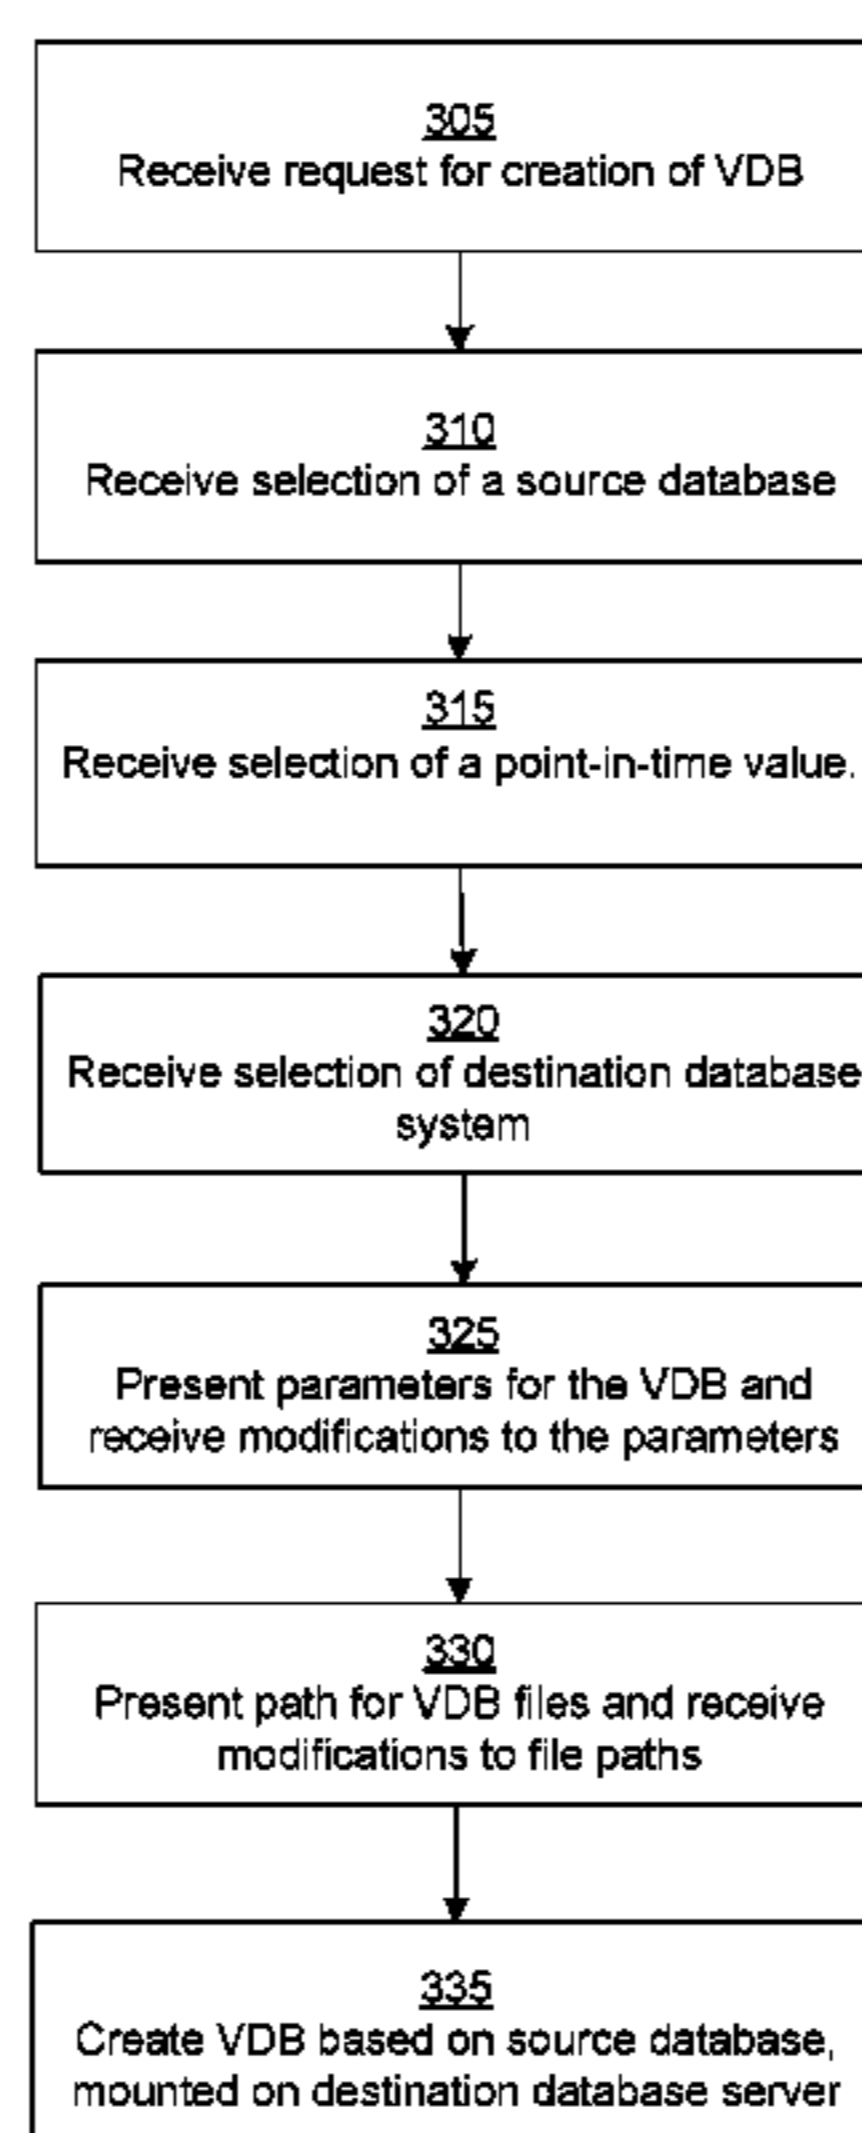 305
Receive request for creation of VDB
310
Receive selection of a source database
315
Receive selection of a point-in-time value.
320
Receive selection of destination database
system
325
Present parameters for the VDB and
receive modifications to the parameters
330
Present path for VDB files and receive
modifications to file paths
335
Create VDB based on source database,
mounted on destination database server